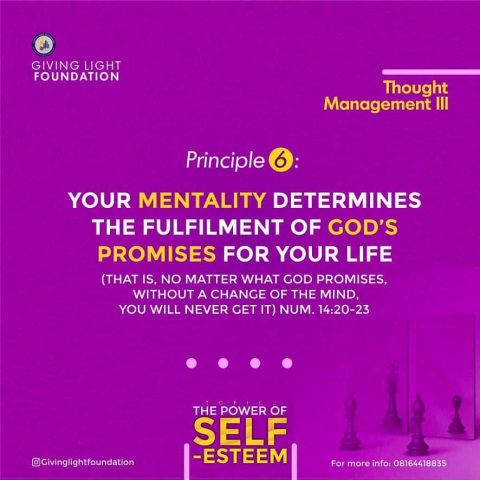 GIVING LIGHT
FOUNDATION
Thought
Management III
Principle 6:
YOUR MENTALITY DETERMINES
THE FULFILMENT OF GOD'S
PROMISES FOR YOUR LIFE
(THAT IS, NO MATTER WHAT GOD PROMISES,
WITHOUT A CHANGE OF THE MIND,
YOU WILL NEVER GET IT) NUM. 14:20-23
TOPIC
THE POWER OF
SELF
-ESTEEM
Givinglightfoundation
For more info: 08164418835